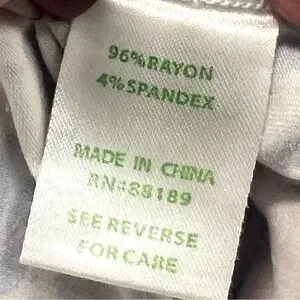 96%RAYON
4%SPANDEX
MADE IN CHINA
RN#88189
SEE REVERSE
FOR CARE